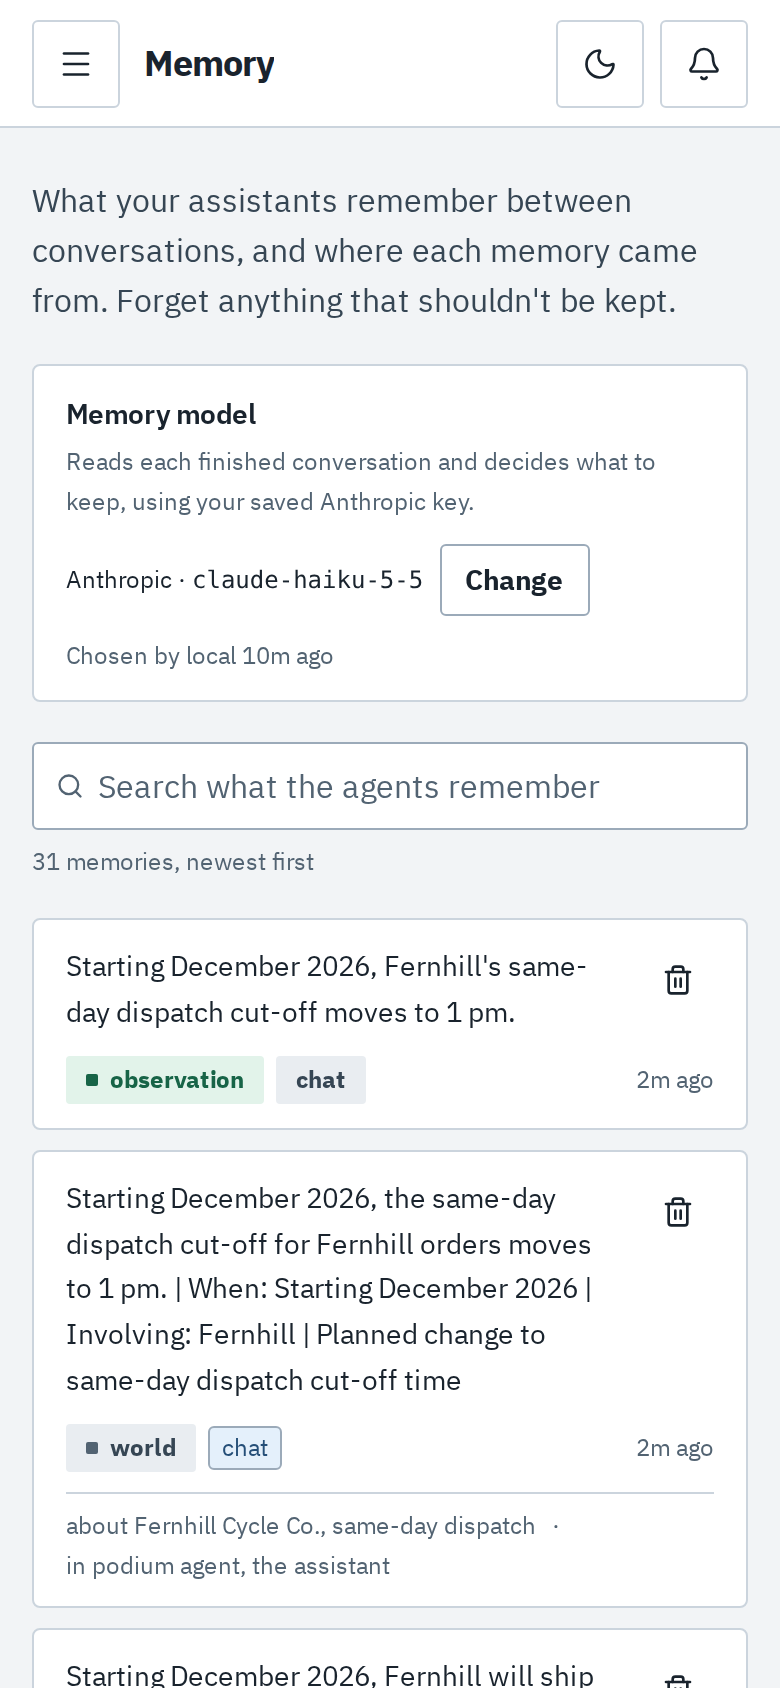 Memory
What your assistants remember between
conversations, and where each memory came
from. Forget anything that shouldn't be kept.
Memory model
Reads each finished conversation and decides what to
keep, using your saved Anthropic key.
Anthropic · claude-haiku-5-5
Change
Chosen by local 10m ago
Search what the agents remember
31 memories, newest first
Starting December 2026, Fernhill's same-
day dispatch cut-off moves to 1 pm.
observation
chat
2m ago
Starting December 2026, the same-day
dispatch cut-off for Fernhill orders moves
to 1 pm. | When: Starting December 2026 |
Involving: Fernhill | Planned change to
same-day dispatch cut-off time
world
chat
2m ago
about Fernhill Cycle Co., same-day dispatch ·
in podium agent, the assistant
Starting December 2026, Fernhill will ship